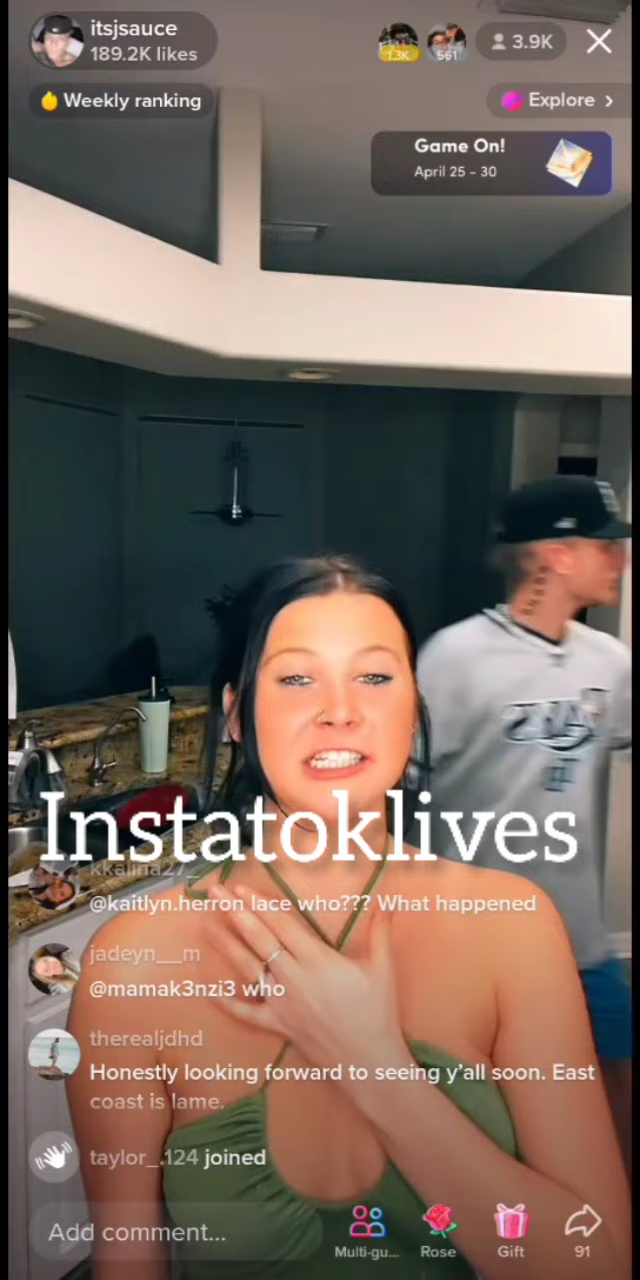 itsjsauce
189.2K likes
1.3K
561
3.9K
Weekly ranking
Explore >
Game On!
April 25 - 30
Instatoklives
kkalina27_
@kaitlyn.herron lace who??? What happened
jadeyn__m
@mamak3nzi3 who
therealjdhd
Honestly looking forward to seeing y'all soon. East
coast is lame.
taylor_.124 joined
Add comment...
Multi-gu...
Rose
Gift
91